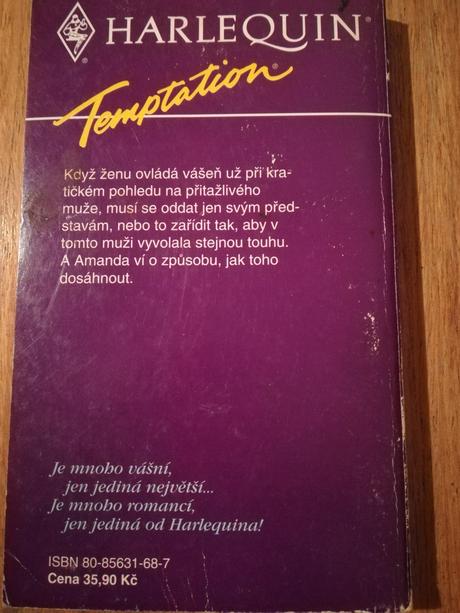 HARLEQUIN®
Temptation®
Když ženu ovládá vášeň už při kra-
tičkém pohledu na přitažlivého
muže, musí se oddat jen svým před-
stavám, nebo to zařídit tak, aby v
tomto muži vyvolala stejnou touhu.
A Amanda ví o způsobu, jak toho
dosáhnout.
Je mnoho vášní,
jen jediná největší...
Je mnoho romancí,
jen jediná od Harlequina!
ISBN 80-85631-68-7
Cena 35,90 Kč